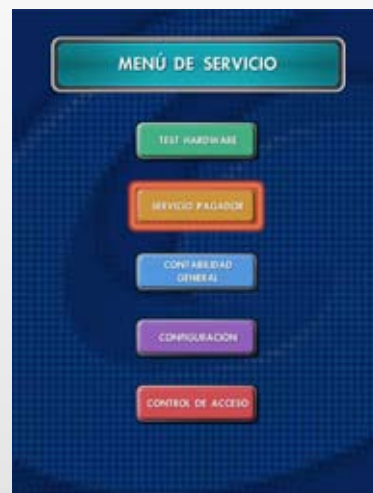 MENÚ DE SERVICIO
TEST HARDWARE
SERVICIO PAGADOR
CONTABILIDAD
GENERAL
CONFIGURACIÓN
CONTROL DE ACCESO